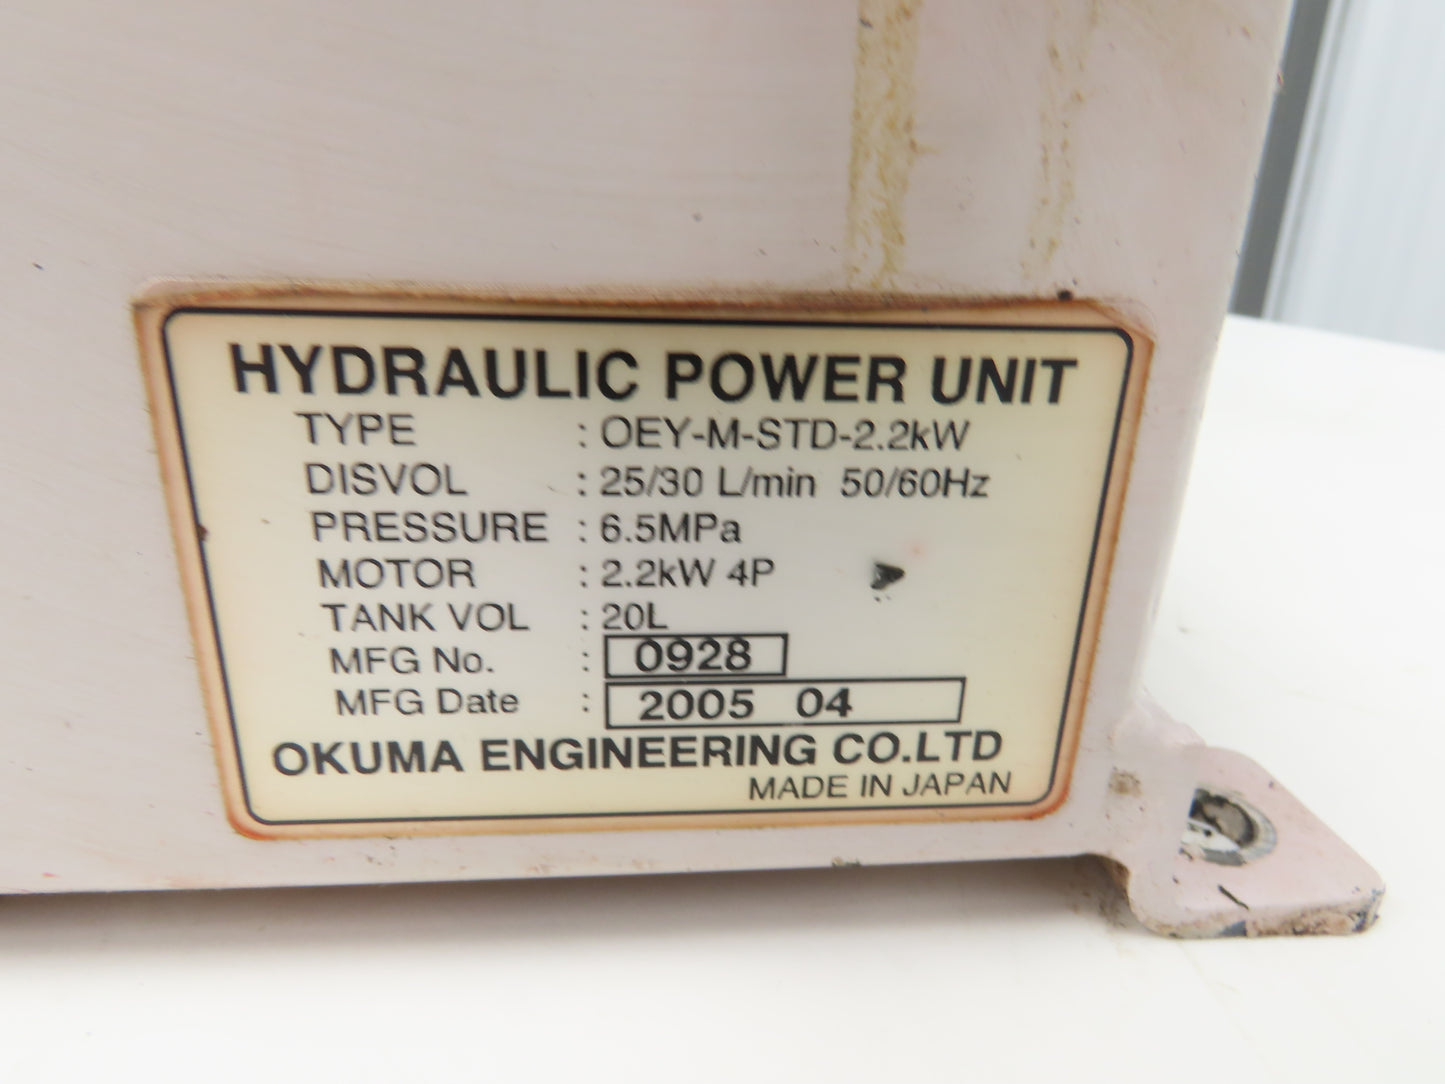 HYDRAULIC POWER UNIT
TYPE : OEY-M-STD-2.2kW
DISVOL : 25/30 L/min 50/60Hz
PRESSURE : 6.5MPa
MOTOR : 2.2kW 4P
TANK VOL : 20L
MFG No. : 0928
MFG Date : 2005 04
OKUMA ENGINEERING CO.LTD
MADE IN JAPAN